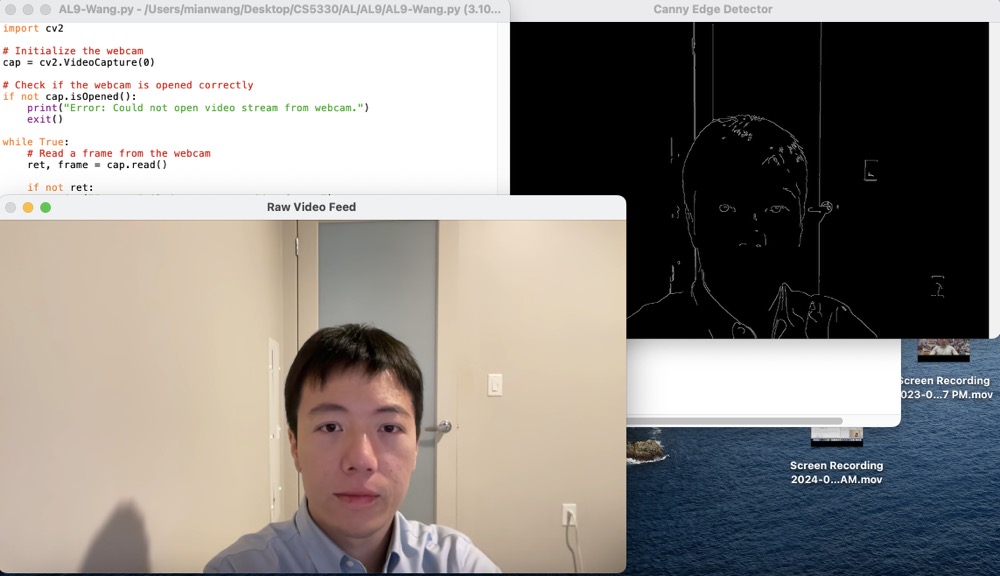 AL9-Wang.py - /Users/mianwang/Desktop/CS5330/AL/AL9/AL9-Wang.py (3.10...
import cv2
# Initialize the webcam
cap = cv2.VideoCapture(0)
# Check if the webcam is opened correctly
if not cap.isOpened():
    print("Error: Could not open video stream from webcam.")
    exit()
while True:
    # Read a frame from the webcam
    ret, frame = cap.read()
    if not ret:
Canny Edge Detector
Raw Video Feed
Screen Recording
023-0...7 PM.mov
Screen Recording
2024-0...AM.mov